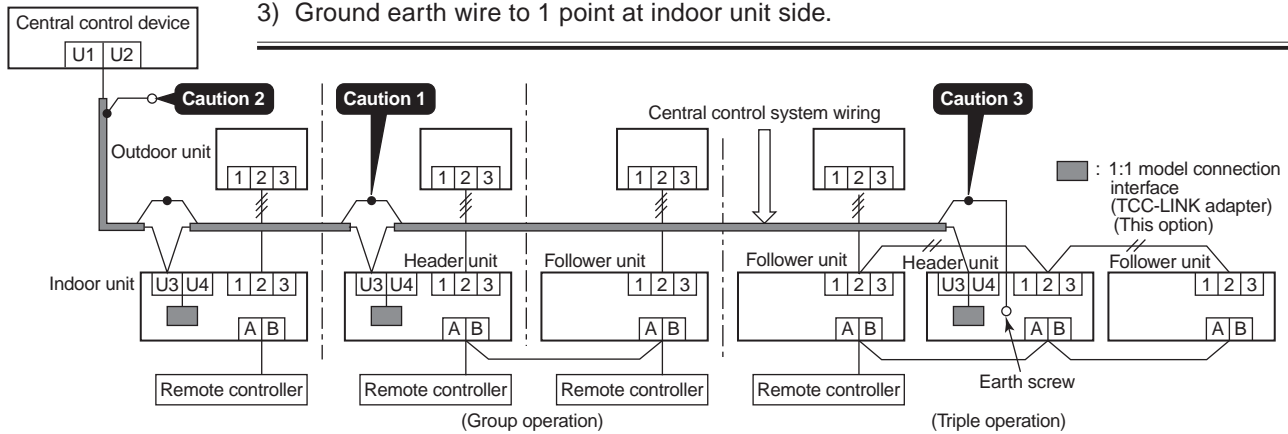 3) Ground earth wire to 1 point at indoor unit side.
Central control device
U1 U2
Caution 2
Caution 1
Caution 3
Central control system wiring
Outdoor unit
1 2 3
1 2 3
1 2 3
1 2 3
: 1:1 model connection
interface
(TCC-LINK adapter)
(This option)
Indoor unit
Header unit
Follower unit
Follower unit
Header unit
Follower unit
U3 U4
1 2 3
U3 U4
1 2 3
1 2 3
1 2 3
U3 U4
1 2 3
1 2 3
A B
A B
A B
A B
A B
A B
Remote controller
Remote controller
Remote controller
Remote controller
Earth screw
(Group operation)
(Triple operation)